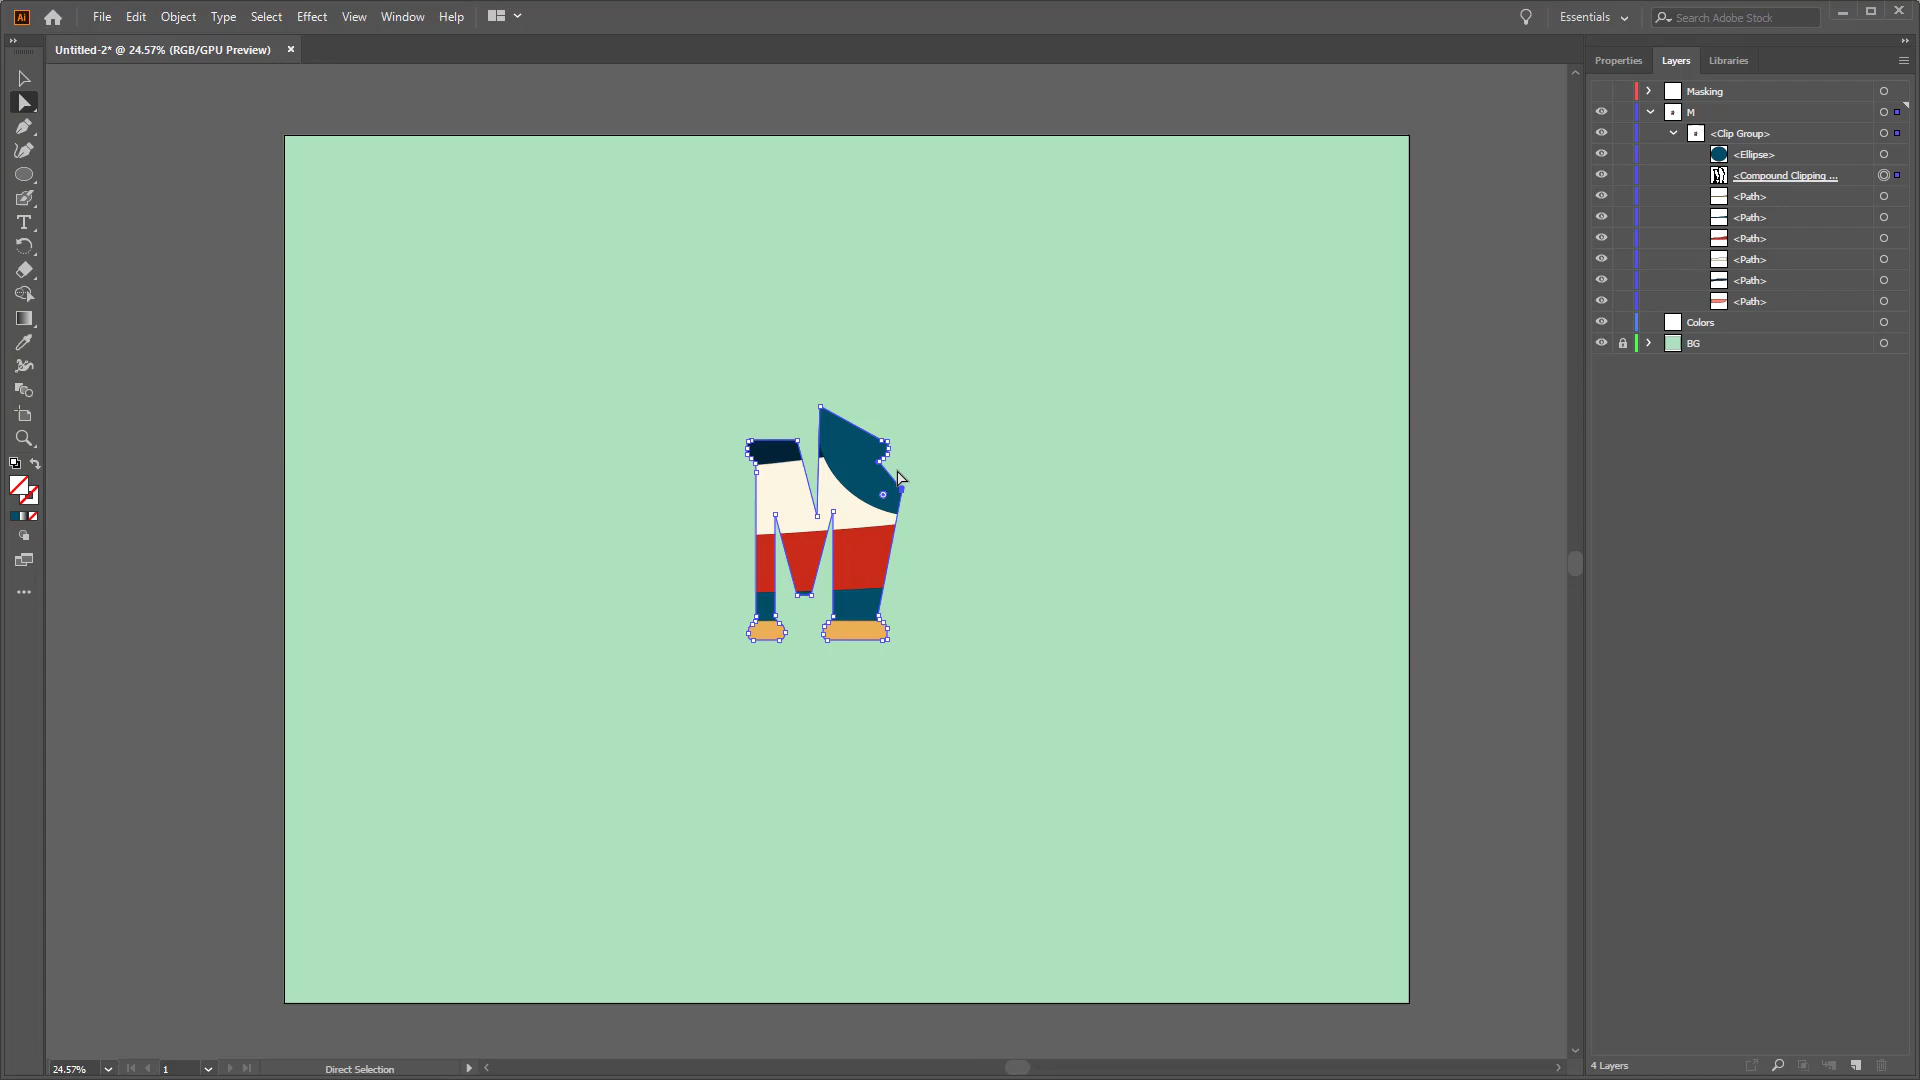 Ai File Edit Object Type Select Effect View Window Help Essentials Search Adobe Stock
Untitled-2* @ 24.57% (RGB/GPU Preview) ×
Properties Layers Libraries
Masking
M
<Clip Group>
<Ellipse>
<Compound Clipping ...
<Path>
<Path>
<Path>
<Path>
<Path>
<Path>
Colors
BG
M
24.57% 1 Direct Selection
4 Layers